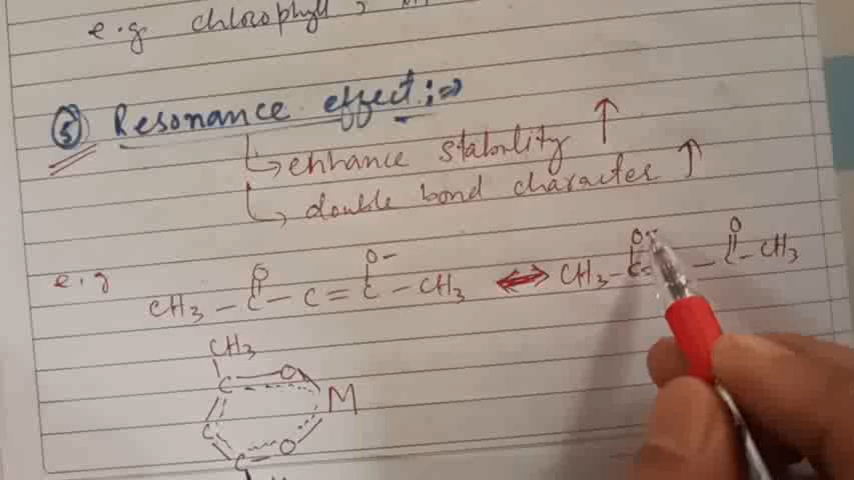 e.g chlorophyll,
⑤ Resonance effect :⇒
↳ enhance stability ↑
↳ double bond character ↑
e.g CH3 - C - C = C - CH3 ⟷ CH3 - C = - C - CH3
O O- O- O
CH3
C O
C M
C O